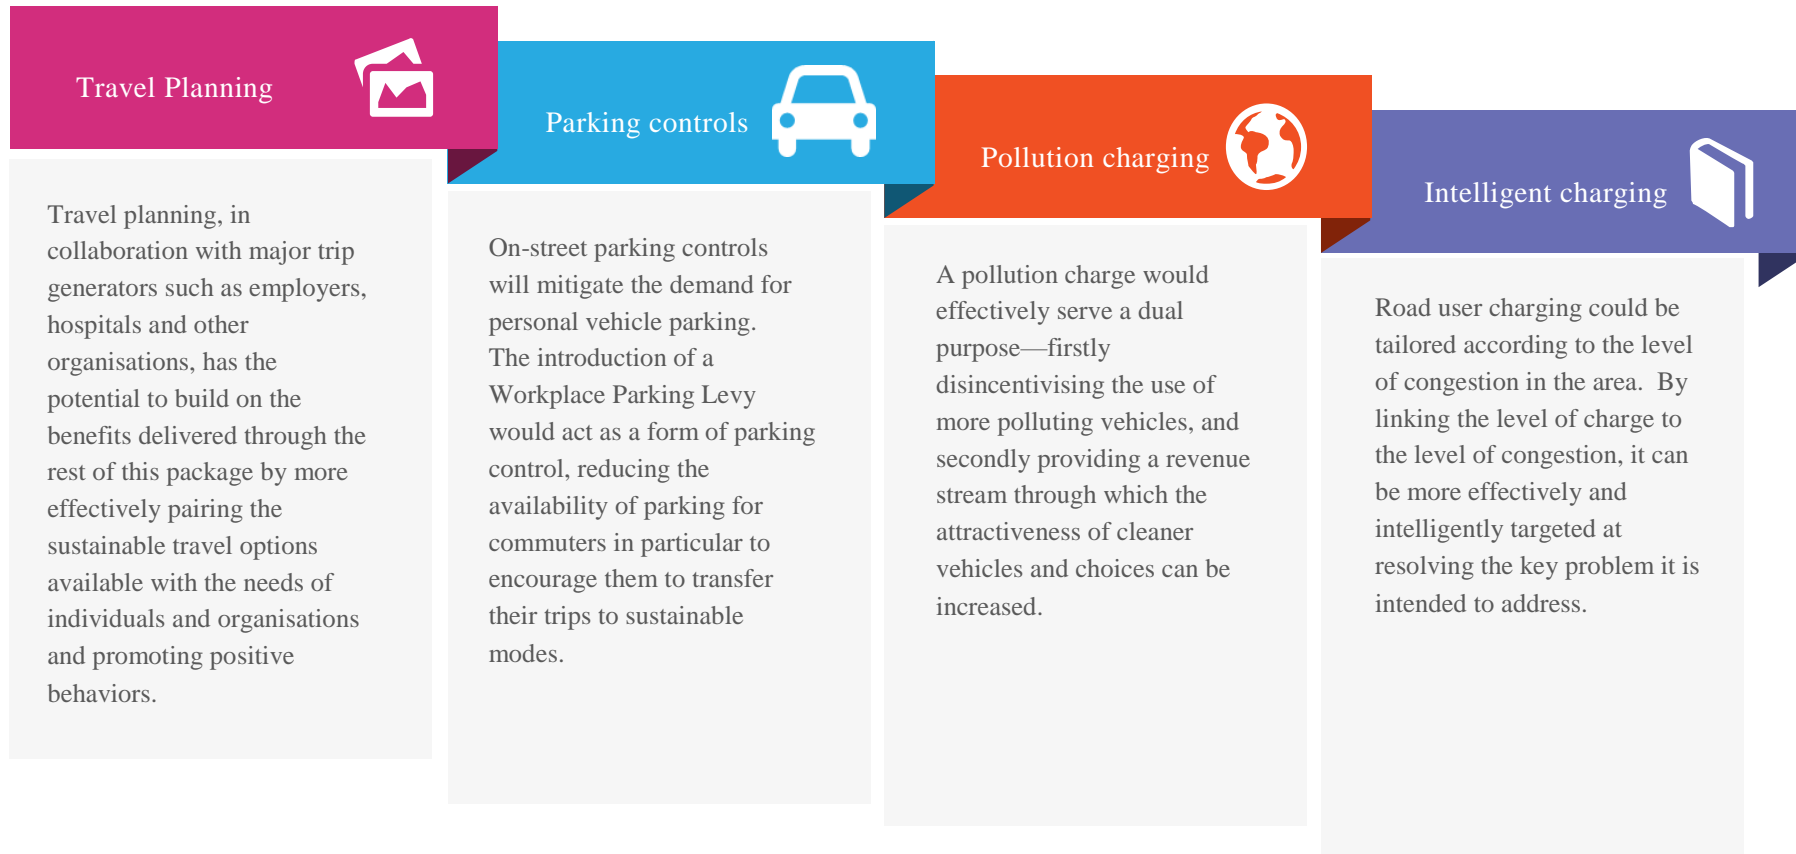 Travel Planning
Travel planning, in
collaboration with major trip
generators such as employers,
hospitals and other
organisations, has the
potential to build on the
benefits delivered through the
rest of this package by more
effectively pairing the
sustainable travel options
available with the needs of
individuals and organisations
and promoting positive
behaviors.
Parking controls
On-street parking controls
will mitigate the demand for
personal vehicle parking.
The introduction of a
Workplace Parking Levy
would act as a form of parking
control, reducing the
availability of parking for
commuters in particular to
encourage them to transfer
their trips to sustainable
modes.
Pollution charging
A pollution charge would
effectively serve a dual
purpose—firstly
disincentivising the use of
more polluting vehicles, and
secondly providing a revenue
stream through which the
attractiveness of cleaner
vehicles and choices can be
increased.
Intelligent charging
Road user charging could be
tailored according to the level
of congestion in the area.  By
linking the level of charge to
the level of congestion, it can
be more effectively and
intelligently targeted at
resolving the key problem it is
intended to address.